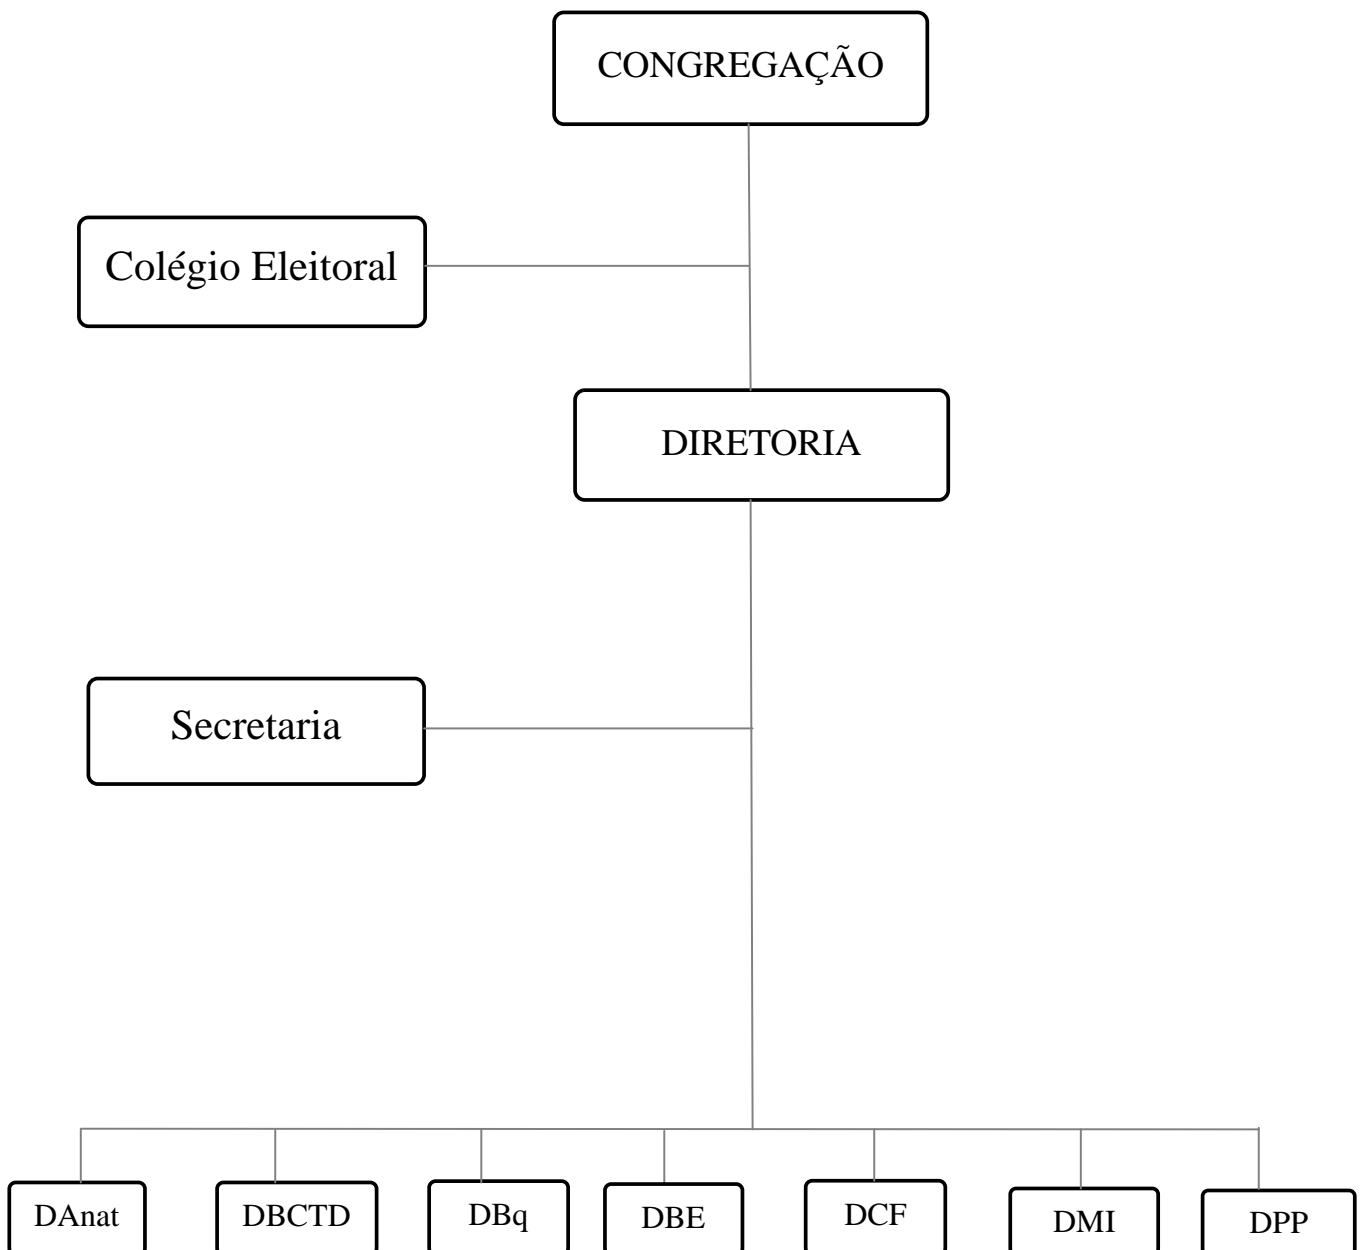 CONGREGAÇÃO
Colégio Eleitoral
DIRETORIA
Secretaria
DAnat
DBCTD
DBq
DBE
DCF
DMI
DPP